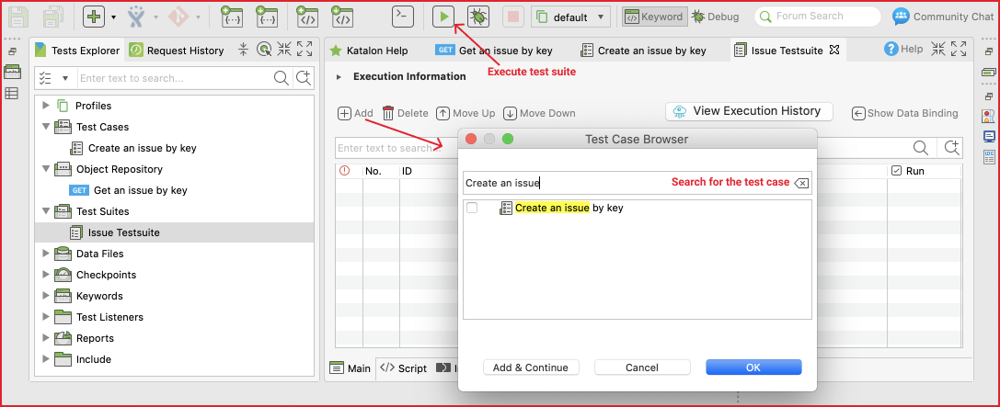 default
Keyword
Debug
Forum Search
Community Chat
Tests Explorer
Request History
Katalon Help
GET Get an issue by key
Create an issue by key
Issue Testsuite
Help
Execute test suite
Enter text to search...
Execution Information
Profiles
Test Cases
Create an issue by key
Object Repository
GET Get an issue by key
Test Suites
Issue Testsuite
Data Files
Checkpoints
Keywords
Test Listeners
Reports
Include
Add
Delete
Move Up
Move Down
View Execution History
Show Data Binding
Enter text to search...
No.
ID
Run
Test Case Browser
Create an issue
Search for the test case
Create an issue by key
Add & Continue
Cancel
OK
Main
Script